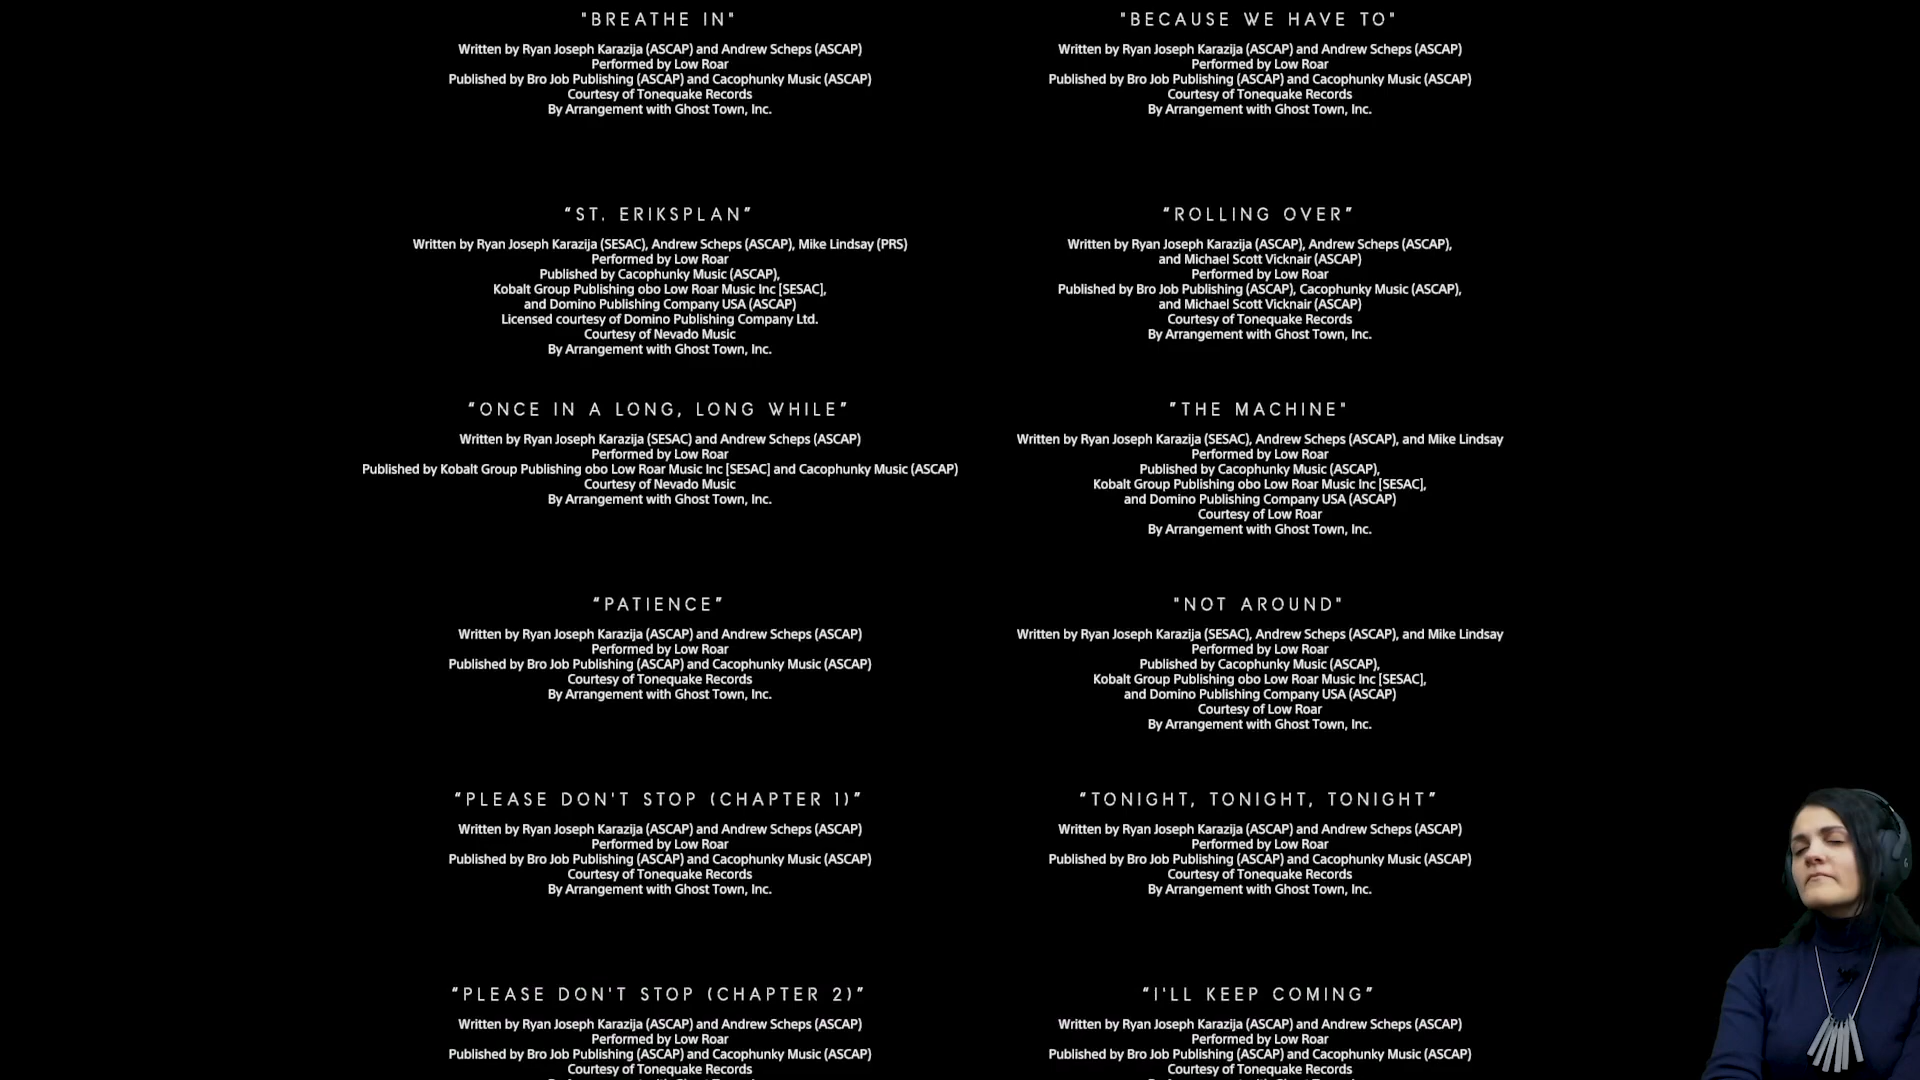 "BREATHE IN"
Written by Ryan Joseph Karazija (ASCAP) and Andrew Scheps (ASCAP)
Performed by Low Roar
Published by Bro Job Publishing (ASCAP) and Cacophunky Music (ASCAP)
Courtesy of Tonequake Records
By Arrangement with Ghost Town, Inc.
"BECAUSE WE HAVE TO"
Written by Ryan Joseph Karazija (ASCAP) and Andrew Scheps (ASCAP)
Performed by Low Roar
Published by Bro Job Publishing (ASCAP) and Cacophunky Music (ASCAP)
Courtesy of Tonequake Records
By Arrangement with Ghost Town, Inc.
“ST. ERIKSPLAN”
Written by Ryan Joseph Karazija (SESAC), Andrew Scheps (ASCAP), Mike Lindsay (PRS)
Performed by Low Roar
Published by Cacophunky Music (ASCAP),
Kobalt Group Publishing obo Low Roar Music Inc [SESAC],
and Domino Publishing Company USA (ASCAP)
Licensed courtesy of Domino Publishing Company Ltd.
Courtesy of Nevado Music
By Arrangement with Ghost Town, Inc.
“ROLLING OVER”
Written by Ryan Joseph Karazija (ASCAP), Andrew Scheps (ASCAP),
and Michael Scott Vicknair (ASCAP)
Performed by Low Roar
Published by Bro Job Publishing (ASCAP), Cacophunky Music (ASCAP),
and Michael Scott Vicknair (ASCAP)
Courtesy of Tonequake Records
By Arrangement with Ghost Town, Inc.
“ONCE IN A LONG, LONG WHILE”
Written by Ryan Joseph Karazija (SESAC) and Andrew Scheps (ASCAP)
Performed by Low Roar
Published by Kobalt Group Publishing obo Low Roar Music Inc [SESAC] and Cacophunky Music (ASCAP)
Courtesy of Nevado Music
By Arrangement with Ghost Town, Inc.
”THE MACHINE"
Written by Ryan Joseph Karazija (SESAC), Andrew Scheps (ASCAP), and Mike Lindsay
Performed by Low Roar
Published by Cacophunky Music (ASCAP),
Kobalt Group Publishing obo Low Roar Music Inc [SESAC],
and Domino Publishing Company USA (ASCAP)
Courtesy of Low Roar
By Arrangement with Ghost Town, Inc.
“PATIENCE”
Written by Ryan Joseph Karazija (ASCAP) and Andrew Scheps (ASCAP)
Performed by Low Roar
Published by Bro Job Publishing (ASCAP) and Cacophunky Music (ASCAP)
Courtesy of Tonequake Records
By Arrangement with Ghost Town, Inc.
"NOT AROUND"
Written by Ryan Joseph Karazija (SESAC), Andrew Scheps (ASCAP), and Mike Lindsay
Performed by Low Roar
Published by Cacophunky Music (ASCAP),
Kobalt Group Publishing obo Low Roar Music Inc [SESAC],
and Domino Publishing Company USA (ASCAP)
Courtesy of Low Roar
By Arrangement with Ghost Town, Inc.
“PLEASE DON'T STOP (CHAPTER 1)”
Written by Ryan Joseph Karazija (ASCAP) and Andrew Scheps (ASCAP)
Performed by Low Roar
Published by Bro Job Publishing (ASCAP) and Cacophunky Music (ASCAP)
Courtesy of Tonequake Records
By Arrangement with Ghost Town, Inc.
“TONIGHT, TONIGHT, TONIGHT”
Written by Ryan Joseph Karazija (ASCAP) and Andrew Scheps (ASCAP)
Performed by Low Roar
Published by Bro Job Publishing (ASCAP) and Cacophunky Music (ASCAP)
Courtesy of Tonequake Records
By Arrangement with Ghost Town, Inc.
“PLEASE DON'T STOP (CHAPTER 2)”
Written by Ryan Joseph Karazija (ASCAP) and Andrew Scheps (ASCAP)
Performed by Low Roar
Published by Bro Job Publishing (ASCAP) and Cacophunky Music (ASCAP)
Courtesy of Tonequake Records
“I'LL KEEP COMING”
Written by Ryan Joseph Karazija (ASCAP) and Andrew Scheps (ASCAP)
Performed by Low Roar
Published by Bro Job Publishing (ASCAP) and Cacophunky Music (ASCAP)
Courtesy of Tonequake Records